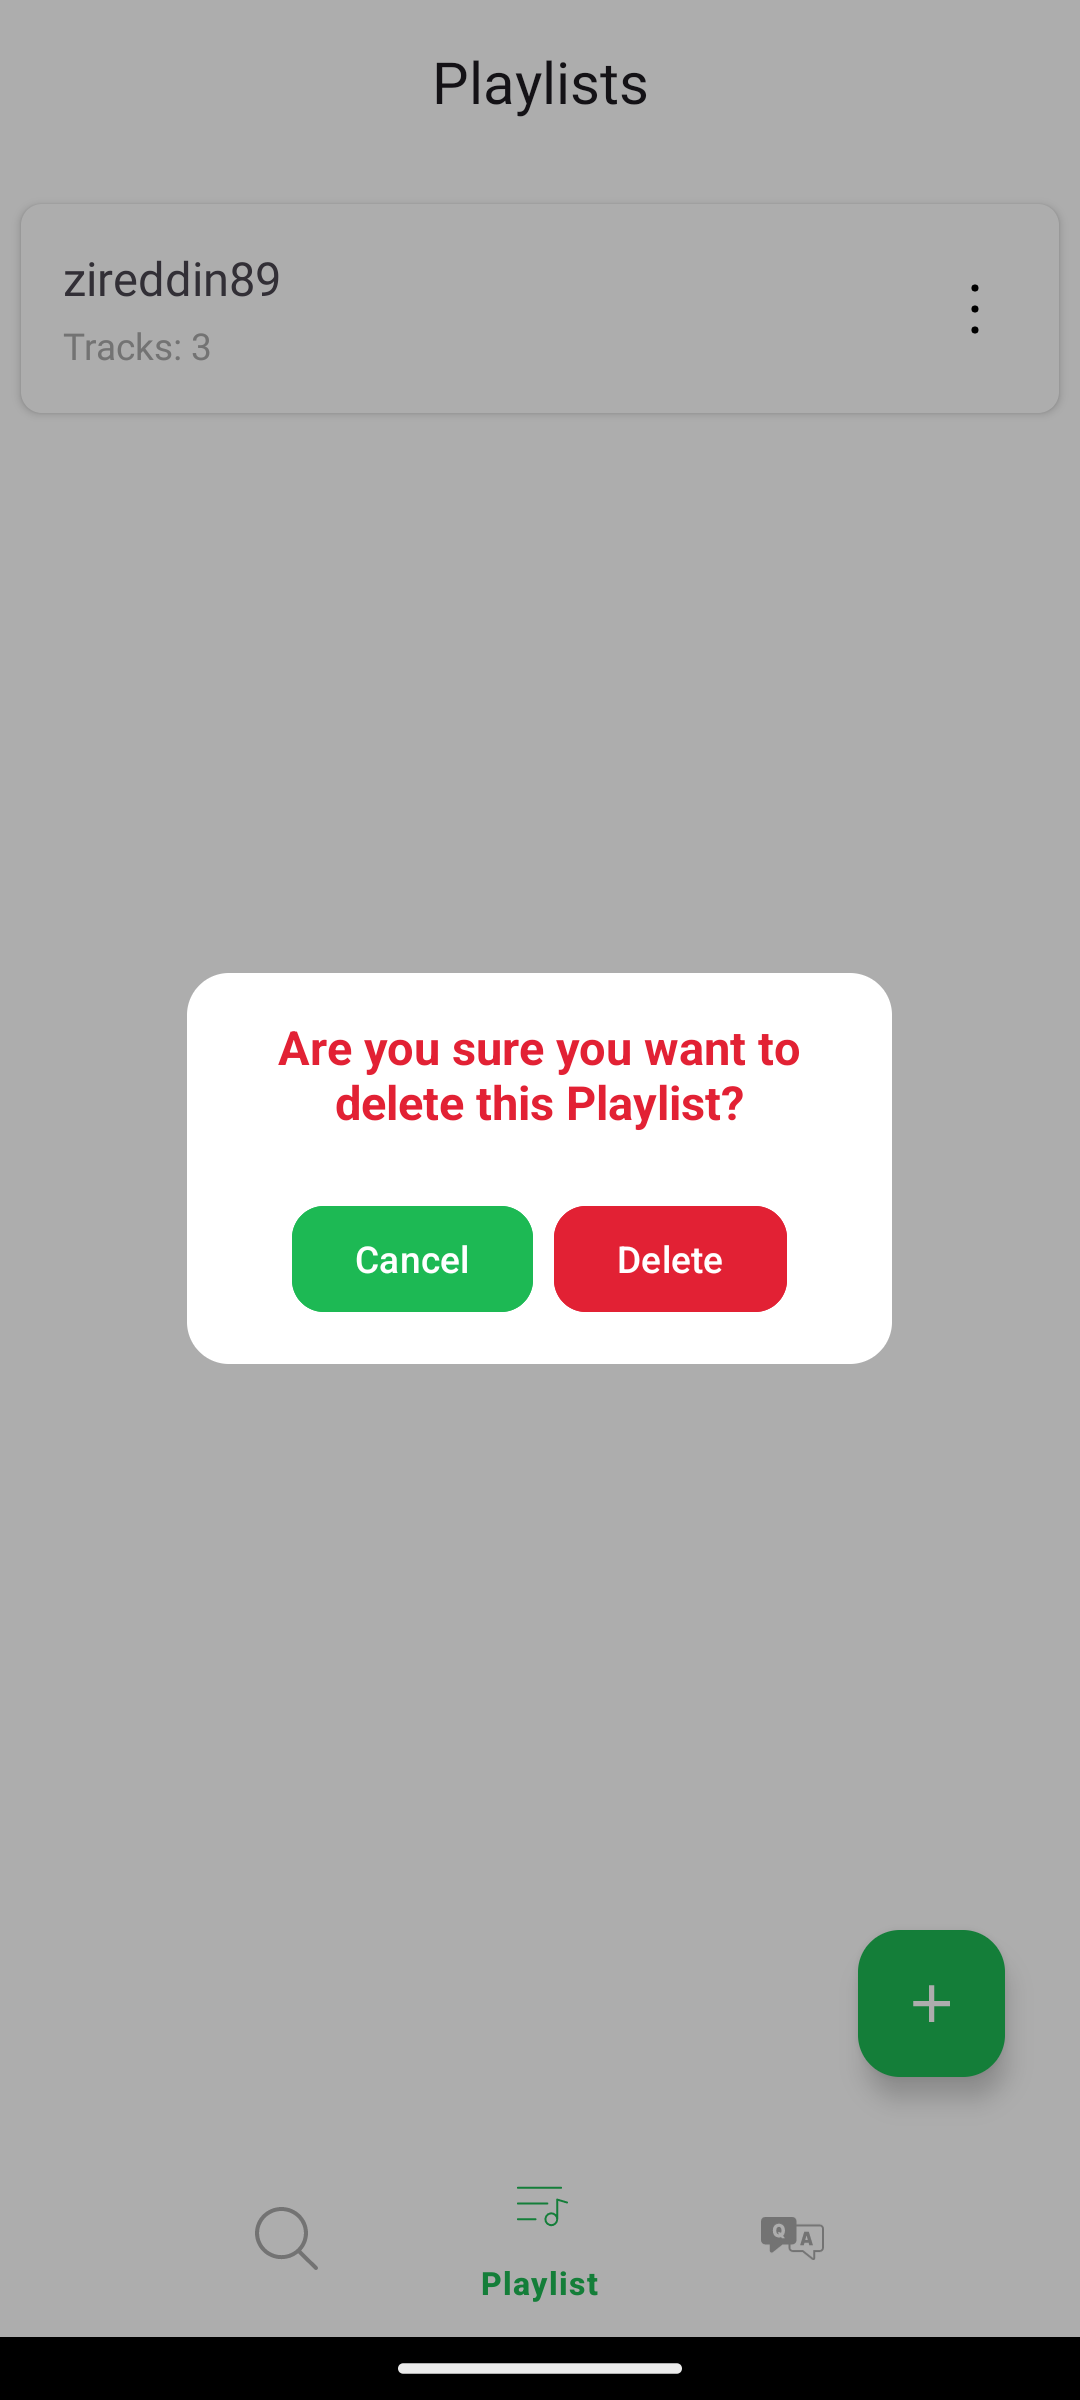 Playlists
zireddin89
Tracks: 3
Are you sure you want to
delete this Playlist?
Cancel
Delete
Q
A
Playlist